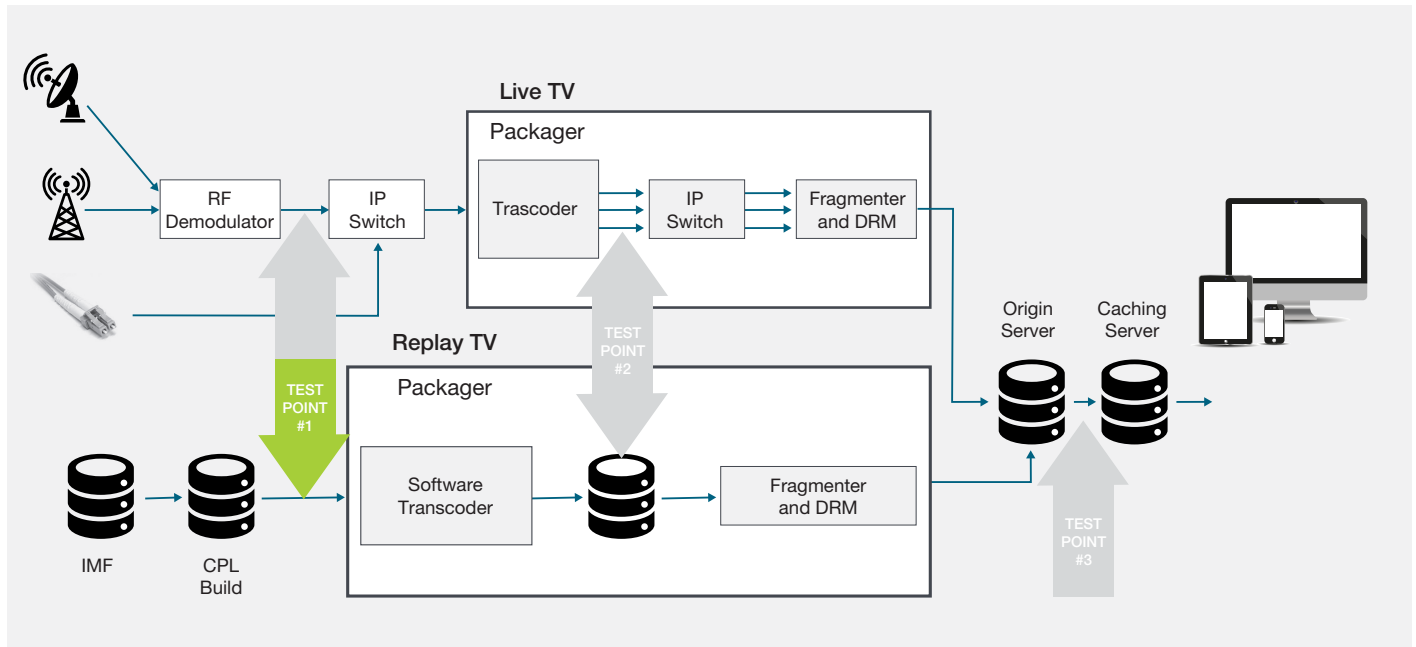 Live TV
Packager
RF
Demodulator
IP
Switch
Trascoder
IP
Switch
Fragmenter
and DRM
Origin
Server
Caching
Server
Replay TV
TEST
POINT
#2
Packager
TEST
POINT
#1
Software
Transcoder
Fragmenter
and DRM
TEST
POINT
#3
IMF
CPL
Build